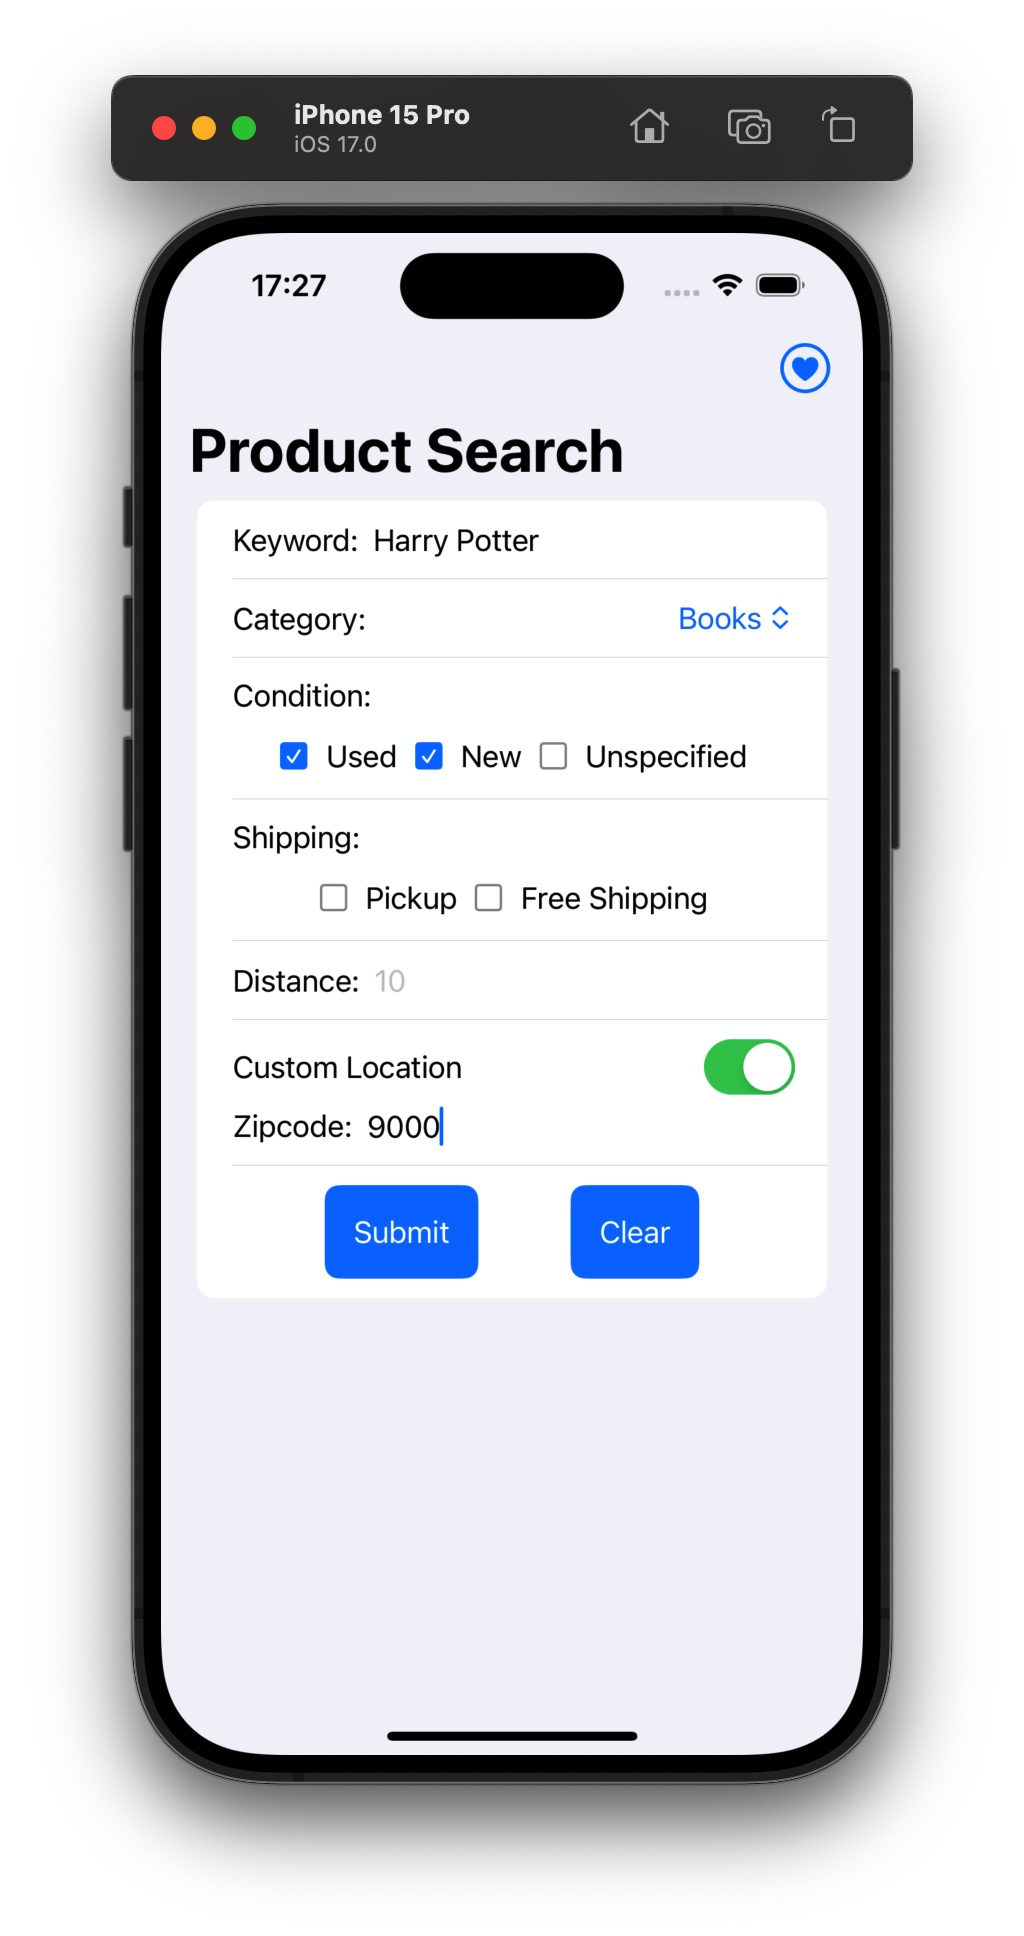 iPhone 15 Pro
iOS 17.0
17:27
Product Search
Keyword: Harry Potter
Category: Books
Condition:
Used New Unspecified
Shipping:
Pickup Free Shipping
Distance: 10
Custom Location
Zipcode: 9000
Submit Clear